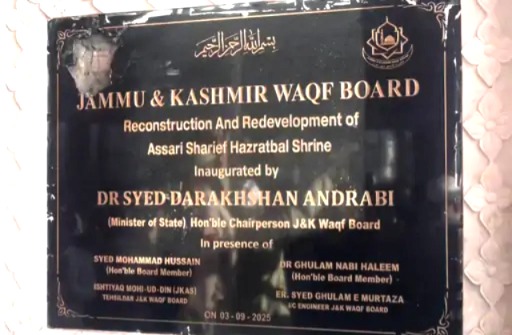 بسم الله الرحمن الرحيم
JAMMU & KASHMIR WAQF BOARD
Reconstruction And Redevelopment of
Assari Sharief Hazratbal Shrine
Inaugurated by
DR SYED DARAKHSHAN ANDRABI
(Minister of State) Hon'ble Chairperson J&K Waqf Board
In presence of
SYED MOHAMMAD HUSSAIN
(Hon'ble Board Member)
ISHTIYAQ MOHI-UD-DIN (JKAS)
TEHSILDAR J&K WAQF BOARD
DR GHULAM NABI HALEEM
(Hon'ble Board Member)
ER. SYED GHULAM E MURTAZA
I/C ENGINEER J&K WAQF BOARD
ON 03-09-2025